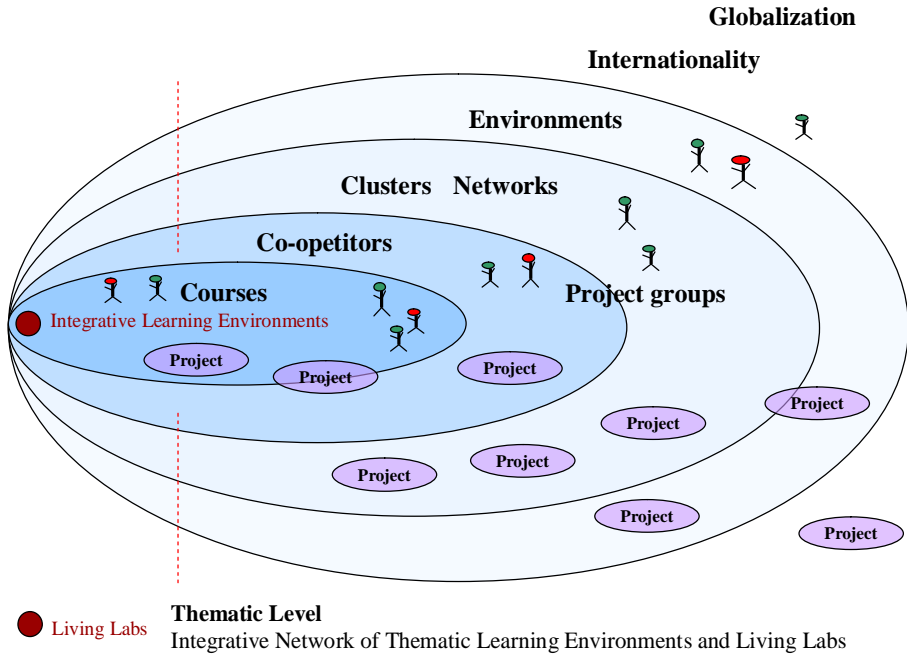 Globalization
Internationality
Environments
Clusters Networks
Co-opetitors
Courses
Project groups
Integrative Learning Environments
Project
Project
Project
Project
Project
Project
Project
Project
Project
Living Labs
Thematic Level
Integrative Network of Thematic Learning Environments and Living Labs